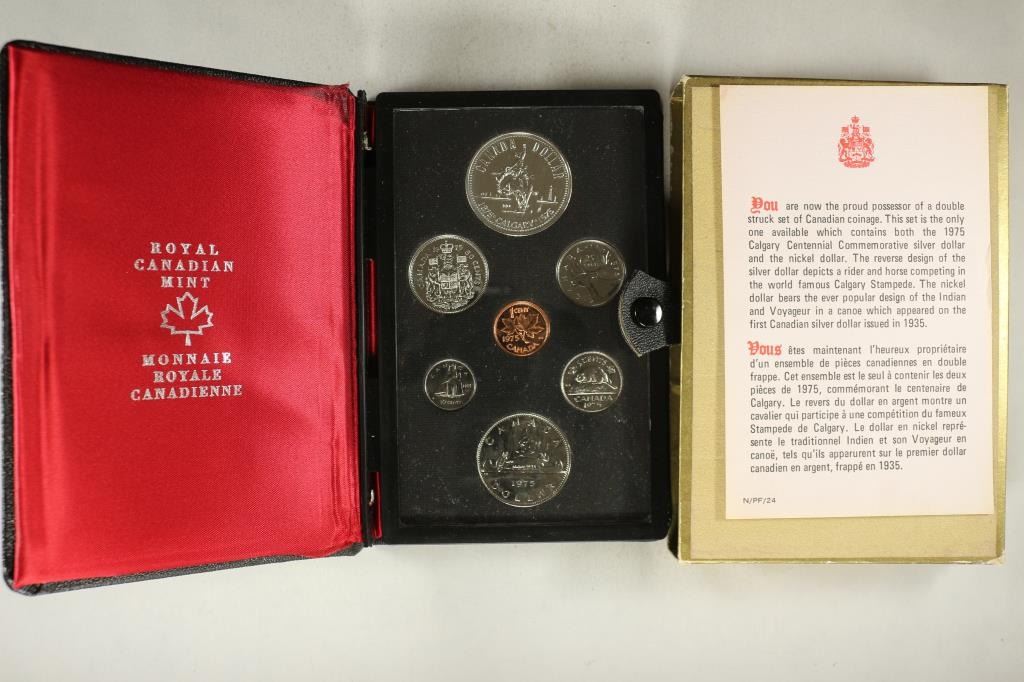 ROYAL
CANADIAN
MINT
MONNAIE
ROYALE
CANADIENNE
CANADA DOLLAR
1875-CALGARY-1975
50 CENTS
1 CENT
1975
CANADA
5 CENTS
CANADA
1975
CANADA
1975
DOLLAR
You are now the proud possessor of a double
struck set of Canadian coinage. This set is the only
one available which contains both the 1975
Calgary Centennial Commemorative silver dollar
and the nickel dollar. The reverse design of the
silver dollar depicts a rider and horse competing in
the world famous Calgary Stampede. The nickel
dollar bears the ever popular design of the Indian
and Voyageur in a canoe which appeared on the
first Canadian silver dollar issued in 1935.
Vous êtes maintenant l'heureux propriétaire
d'un ensemble de pièces canadiennes en double
frappe. Cet ensemble est le seul à contenir les deux
pièces de 1975, commémorant le centenaire de
Calgary. Le revers du dollar en argent montre un
cavalier qui participe à une compétition du fameux
Stampede de Calgary. Le dollar en nickel repré-
sente le traditionnel Indien et son Voyageur en
canoë, tels qu'ils apparurent sur le premier dollar
canadien en argent, frappé en 1935.
N/PF/24